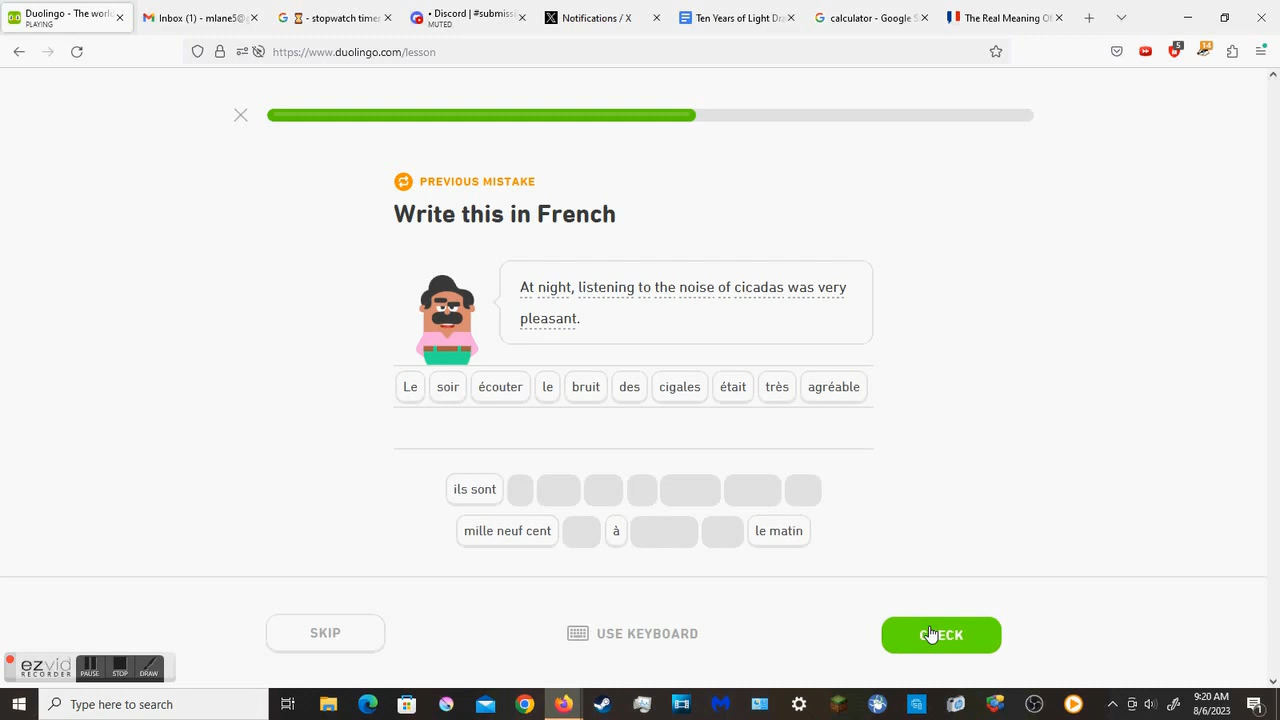 Duolingo - The world
PLAYING
Inbox (1) - mlane5@g
- stopwatch timer
• Discord | #submiss
MUTED
Notifications / X
Ten Years of Light Dra
calculator - Google S
The Real Meaning Of
https://www.duolingo.com/lesson
5
14
PREVIOUS MISTAKE
Write this in French
At night, listening to the noise of cicadas was very
pleasant.
Le soir écouter le bruit des cigales était très agréable
ils sont
mille neuf cent à le matin
SKIP
USE KEYBOARD
CHECK
ezvid
RECORDER
PAUSE STOP DRAW
Type here to search
9:20 AM
8/6/2023
1